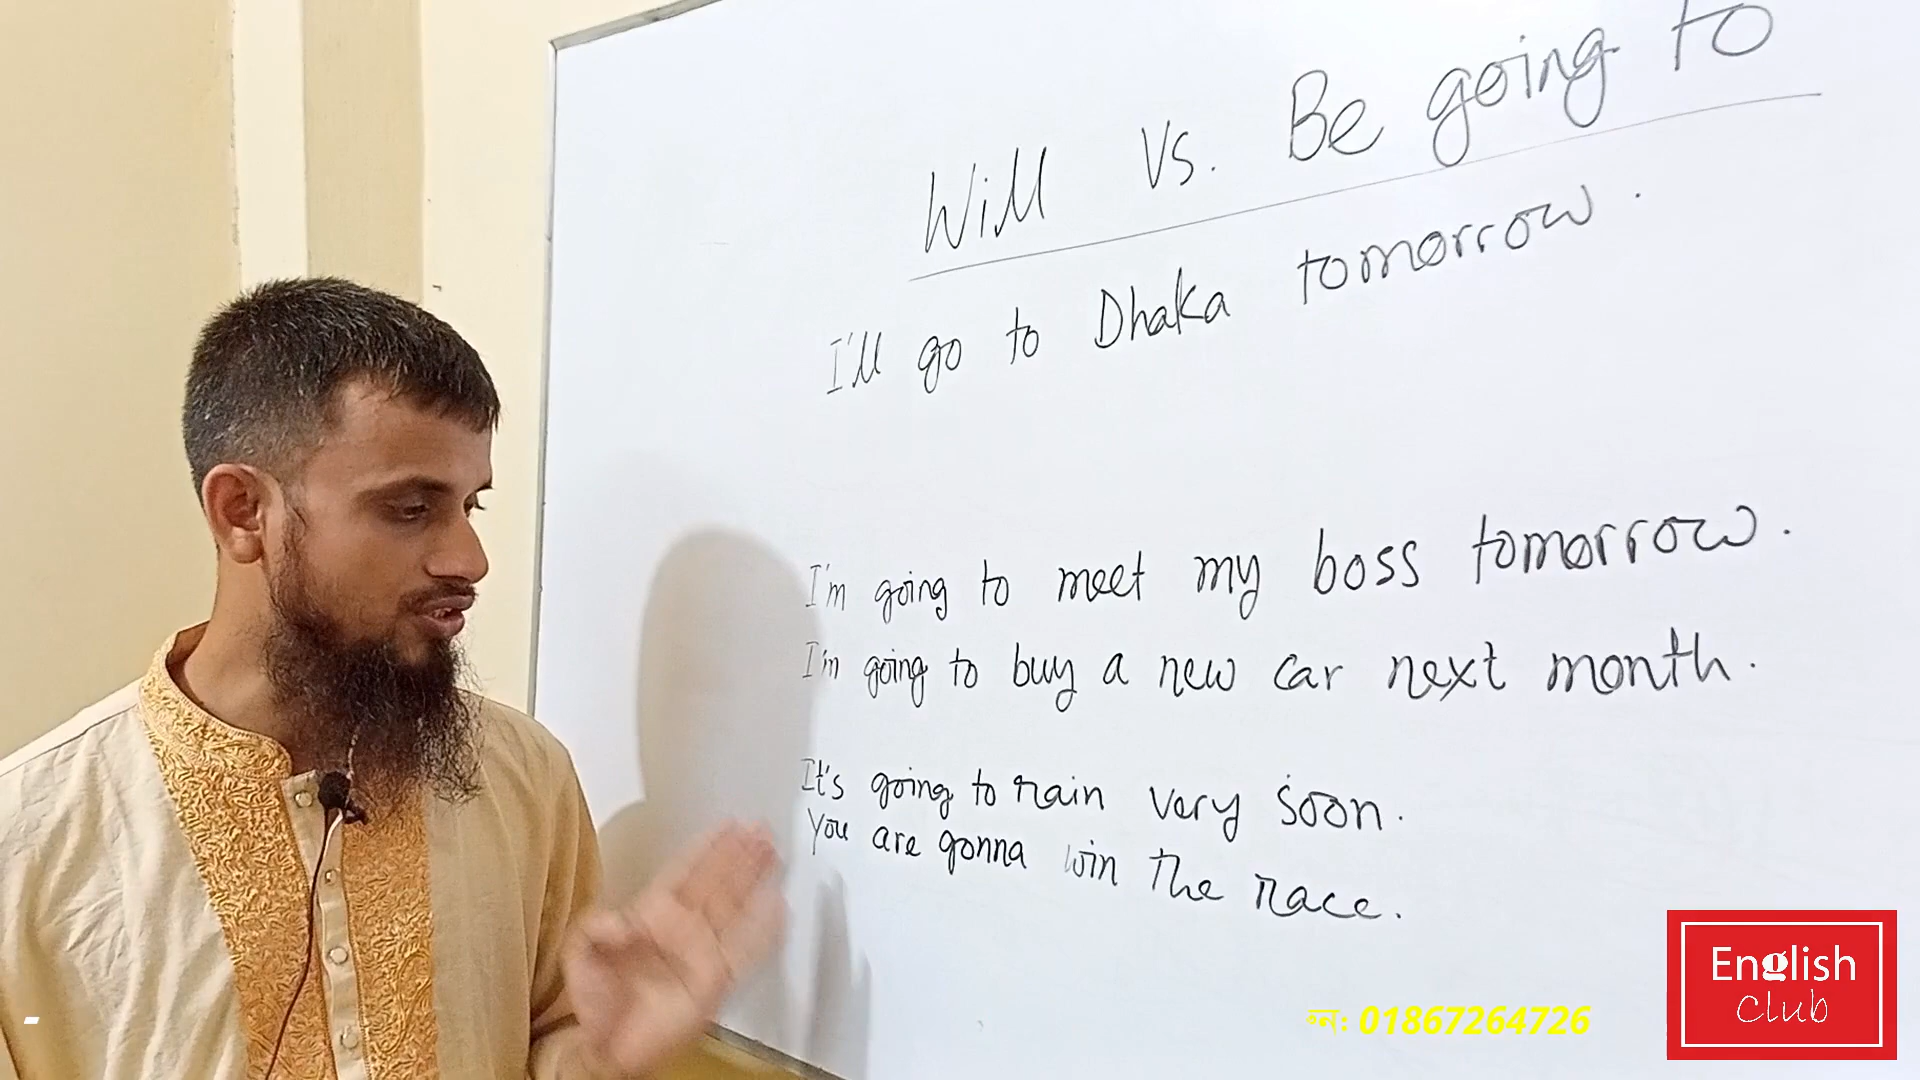 Will Vs. Be going to
I'll go to Dhaka tomorrow.
I'm going to meet my boss tomorrow.
I'm going to buy a new car next month.
It's going to rain very soon.
You are gonna win the race.
English
Club
01867264726